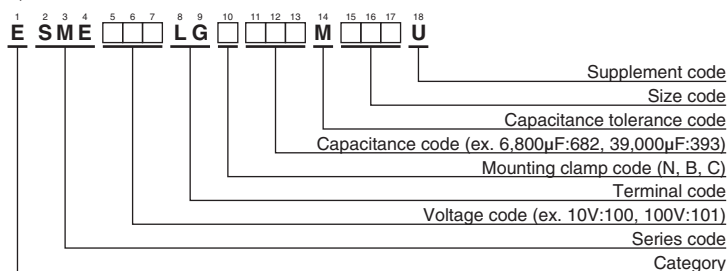 1 2 3 4 5 6 7 8 9 10 11 12 13 14 15 16 17 18
E S M E □□□ L G □ □□□ M □□□ U
Supplement code
Size code
Capacitance tolerance code
Capacitance code (ex. 6,800µF:682, 39,000µF:393)
Mounting clamp code (N, B, C)
Terminal code
Voltage code (ex. 10V:100, 100V:101)
Series code
Category